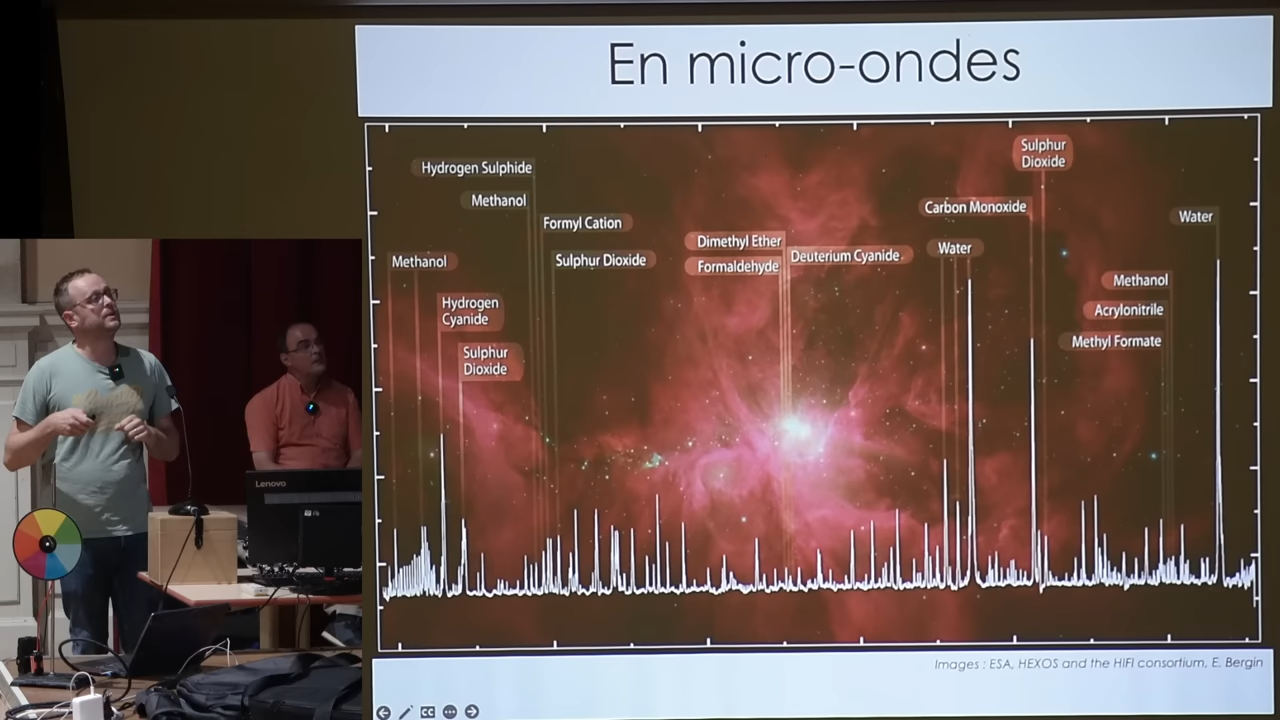 En micro-ondes
Sulphur
Dioxide
Hydrogen Sulphide
Methanol
Carbon Monoxide
Water
Formyl Cation
Dimethyl Ether
Water
Methanol
Sulphur Dioxide
Formaldehyde
Deuterium Cyanide
Methanol
Hydrogen
Cyanide
Acrylonitrile
Sulphur
Dioxide
Methyl Formate
Lenovo
Images : ESA, HEXOS and the HIFI consortium, E. Bergin
CC